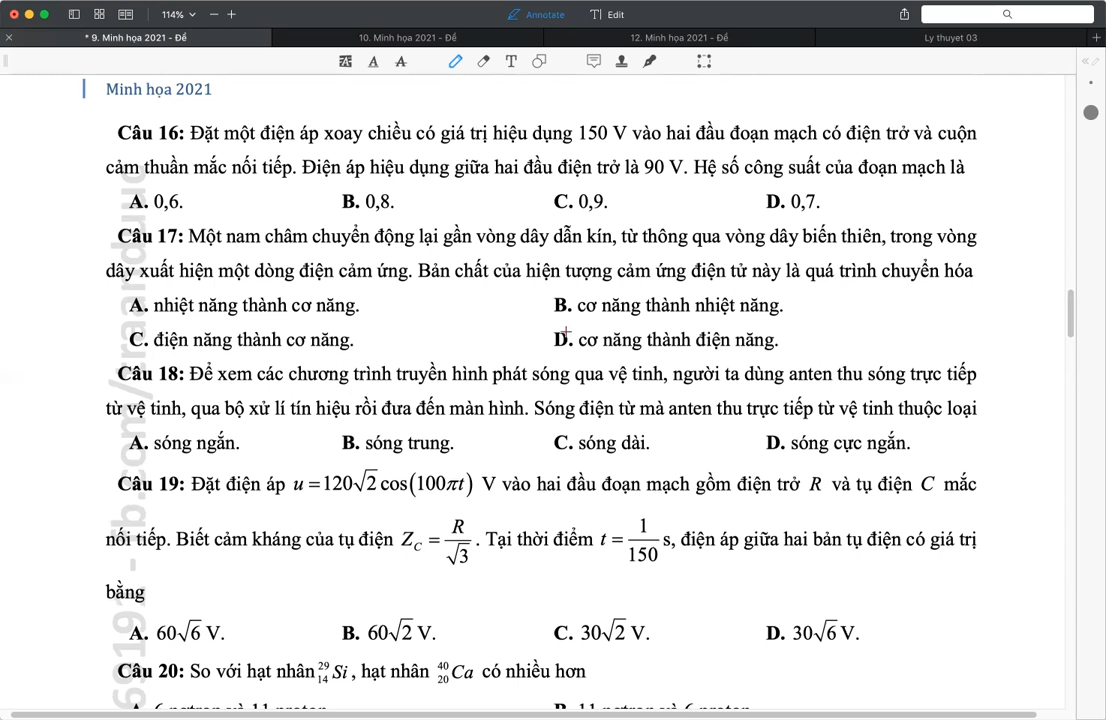 114%
Annotate
Edit
* 9. Minh họa 2021 - Đề
10. Minh họa 2021 - Đề
12. Minh họa 2021 - Đề
Ly thuyet 03
Minh họa 2021
Câu 16: Đặt một điện áp xoay chiều có giá trị hiệu dụng 150 V vào hai đầu đoạn mạch có điện trở và cuộn
cảm thuần mắc nối tiếp. Điện áp hiệu dụng giữa hai đầu điện trở là 90 V. Hệ số công suất của đoạn mạch là
A. 0,6. B. 0,8. C. 0,9. D. 0,7.
Câu 17: Một nam châm chuyển động lại gần vòng dây dẫn kín, từ thông qua vòng dây biến thiên, trong vòng
dây xuất hiện một dòng điện cảm ứng. Bản chất của hiện tượng cảm ứng điện từ này là quá trình chuyển hóa
A. nhiệt năng thành cơ năng. B. cơ năng thành nhiệt năng.
C. điện năng thành cơ năng. D. cơ năng thành điện năng.
Câu 18: Để xem các chương trình truyền hình phát sóng qua vệ tinh, người ta dùng anten thu sóng trực tiếp
từ vệ tinh, qua bộ xử lí tín hiệu rồi đưa đến màn hình. Sóng điện từ mà anten thu trực tiếp từ vệ tinh thuộc loại
A. sóng ngắn. B. sóng trung. C. sóng dài. D. sóng cực ngắn.
Câu 19: Đặt điện áp u = 120√2 cos(100πt) V vào hai đầu đoạn mạch gồm điện trở R và tụ điện C mắc
nối tiếp. Biết cảm kháng của tụ điện Z_C = R/√3. Tại thời điểm t = 1/150 s, điện áp giữa hai bản tụ điện có giá trị
bằng
A. 60√6 V. B. 60√2 V. C. 30√2 V. D. 30√6 V.
Câu 20: So với hạt nhân ²⁹₁₄Si, hạt nhân ⁴⁰₂₀Ca có nhiều hơn